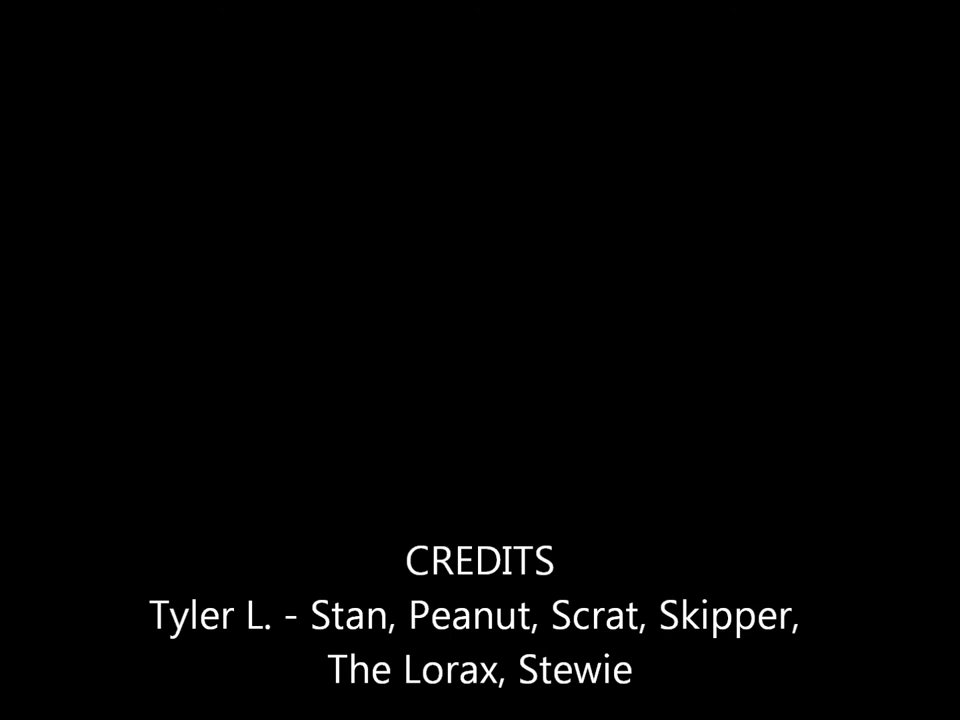 CREDITS
Tyler L. - Stan, Peanut, Scrat, Skipper,
The Lorax, Stewie